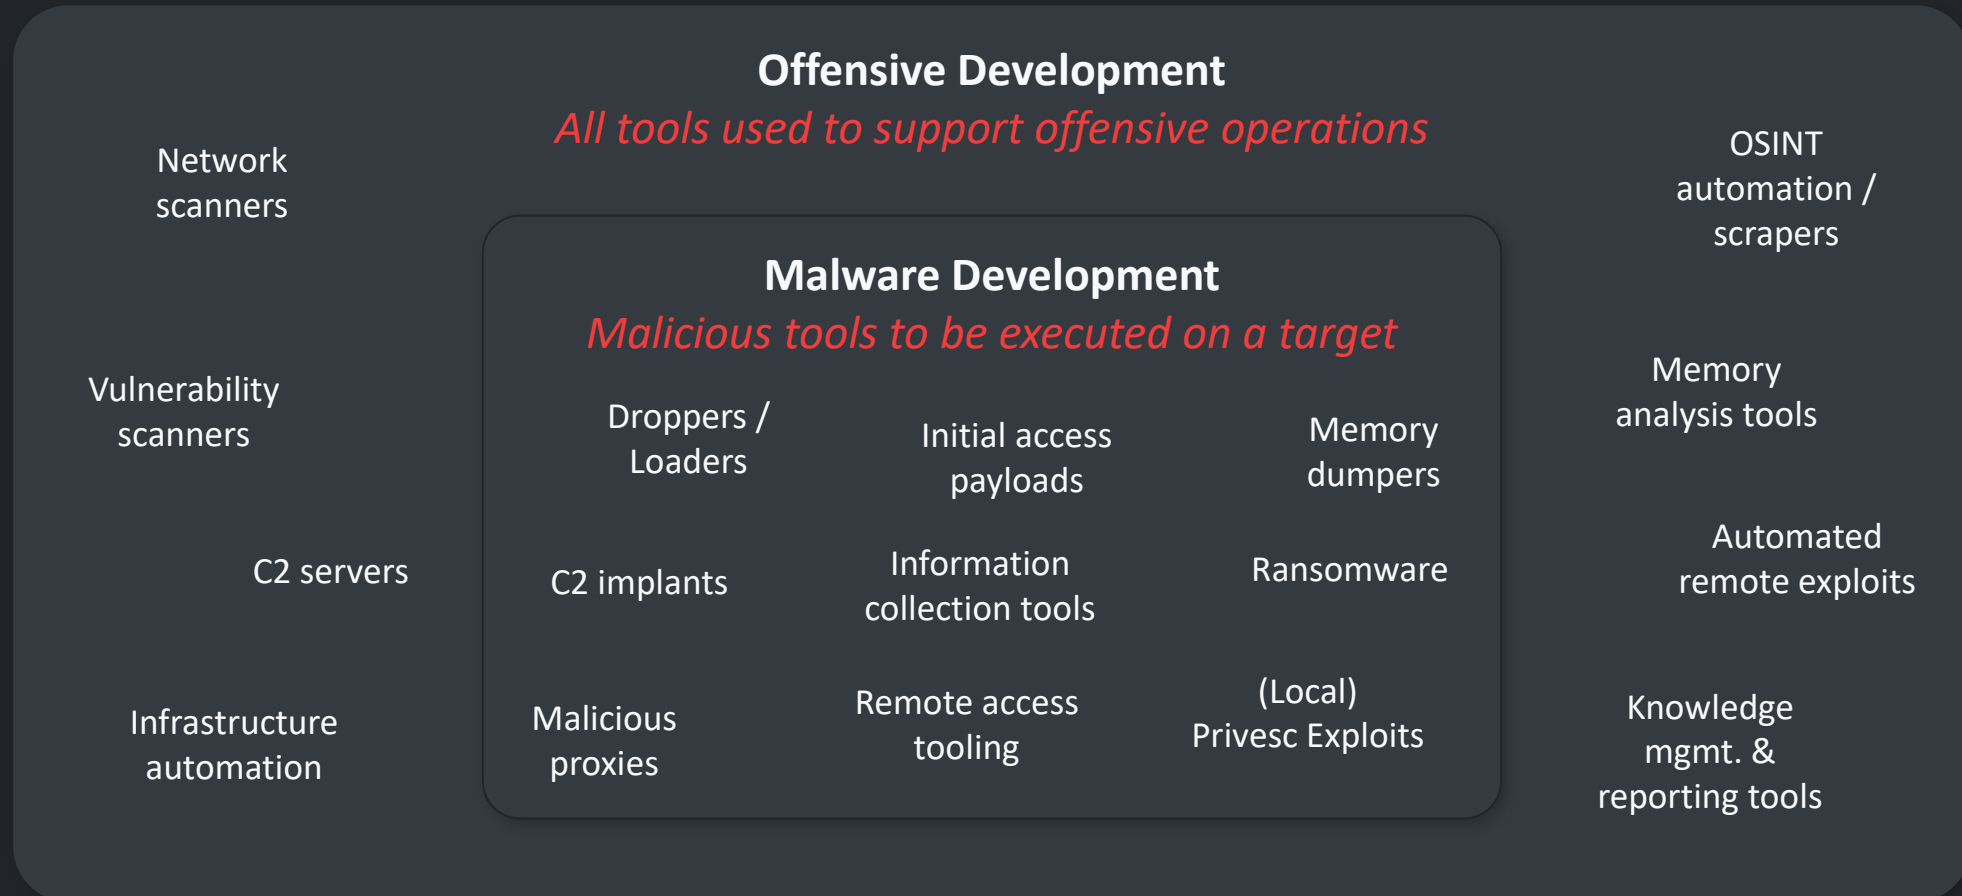 Offensive Development
All tools used to support offensive operations
Network
scanners
Vulnerability
scanners
C2 servers
Infrastructure
automation
Malware Development
Malicious tools to be executed on a target
Droppers /
Loaders
Initial access
payloads
Memory
dumpers
C2 implants
Information
collection tools
Ransomware
Malicious
proxies
Remote access
tooling
(Local)
Privesc Exploits
OSINT
automation /
scrapers
Memory
analysis tools
Automated
remote exploits
Knowledge
mgmt. &
reporting tools